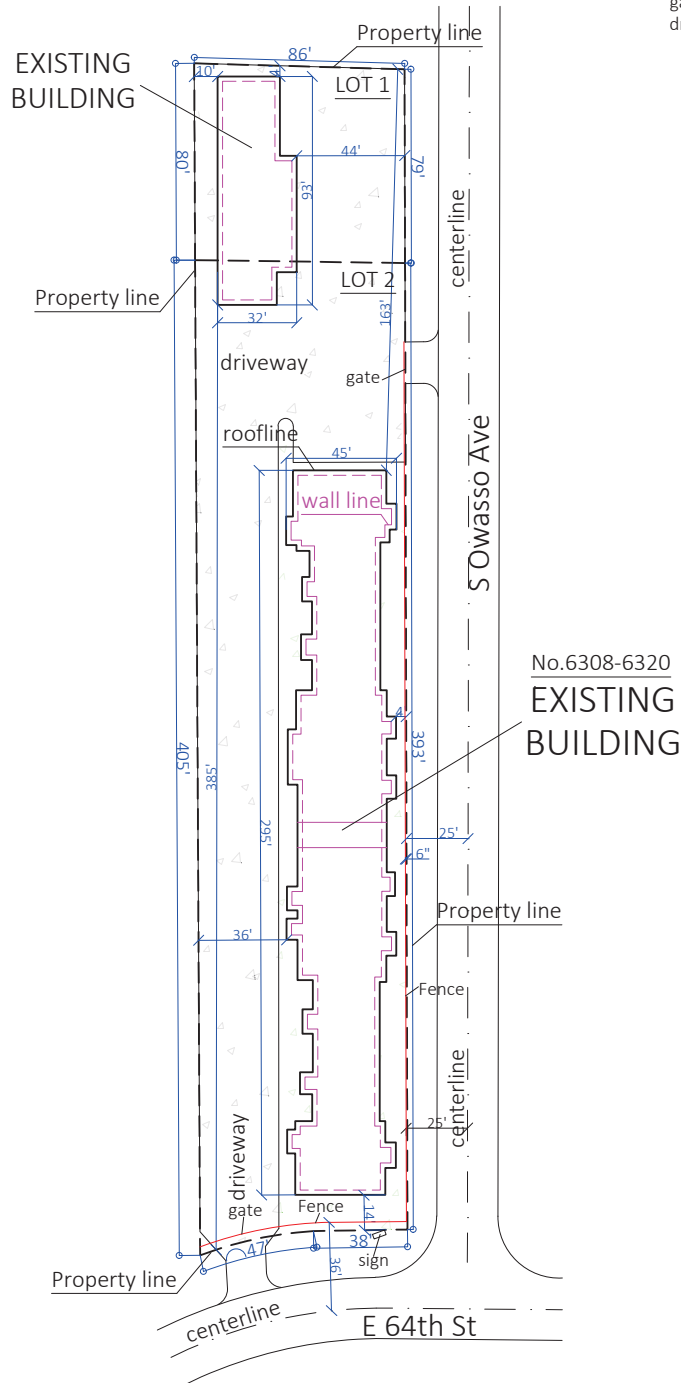 ga
dr
Property line
86'
EXISTING
BUILDING
10'
4'
LOT 1
80'
44'
79'
93'
centerline
LOT 2
Property line
163'
32'
driveway
gate
roofline
45'
wall line
S Owasso Ave
No.6308-6320
EXISTING
BUILDING
4'
393'
405'
385'
295'
25'
6"
Property line
36'
Fence
centerline
25'
driveway
gate
Fence
14'
47'
38'
sign
36'
Property line
centerline
E 64th St